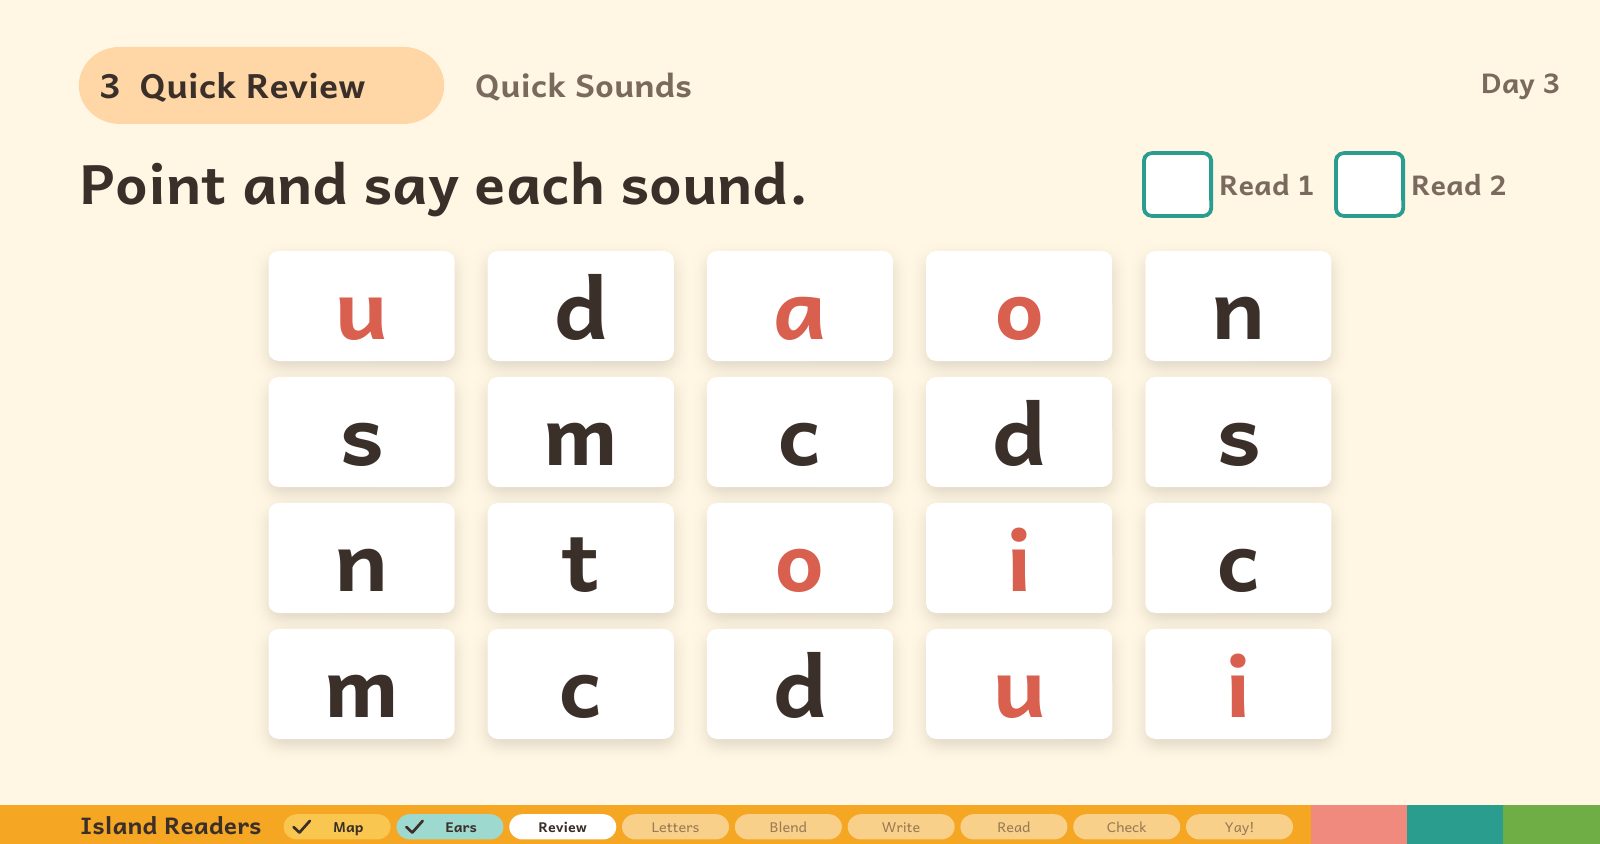 3 Quick Review
Quick Sounds
Day 3
Point and say each sound.
Read 1
Read 2
u d a o n
s m c d s
n t o i c
m c d u i
Island Readers
Map
Ears
Review
Letters
Blend
Write
Read
Check
Yay!